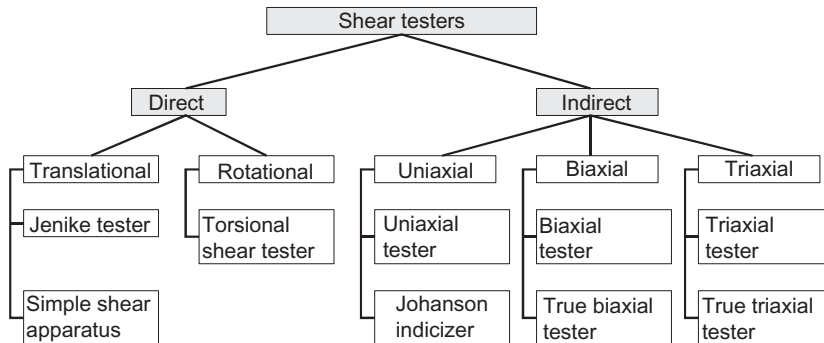 Shear testers
Direct
Indirect
Translational
Rotational
Uniaxial
Biaxial
Triaxial
Jenike tester
Torsional
shear tester
Uniaxial
tester
Biaxial
tester
Triaxial
tester
Simple shear
apparatus
Johanson
indicizer
True biaxial
tester
True triaxial
tester